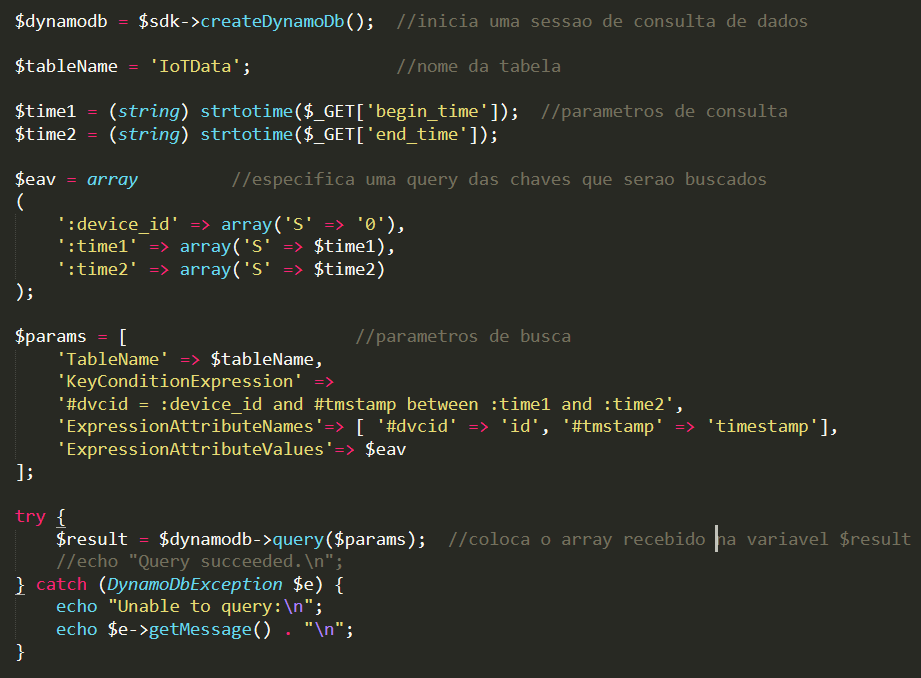 $dynamodb = $sdk->createDynamoDb();  //inicia uma sessao de consulta de dados
$tableName = 'IoTData';              //nome da tabela
$time1 = (string) strtotime($_GET['begin_time']);  //parametros de consulta
$time2 = (string) strtotime($_GET['end_time']);
$eav = array         //especifica uma query das chaves que serao buscados
(
    ':device_id' => array('S' => '0'),
    ':time1' => array('S' => $time1),
    ':time2' => array('S' => $time2)
);
$params = [                      //parametros de busca
    'TableName' => $tableName,
    'KeyConditionExpression' =>
    '#dvcid = :device_id and #tmstamp between :time1 and :time2',
    'ExpressionAttributeNames'=> [ '#dvcid' => 'id', '#tmstamp' => 'timestamp'],
    'ExpressionAttributeValues'=> $eav
];
try {
    $result = $dynamodb->query($params);  //coloca o array recebido na variavel $result
    //echo "Query succeeded.\n";
} catch (DynamoDbException $e) {
    echo "Unable to query:\n";
    echo $e->getMessage() . "\n";
}